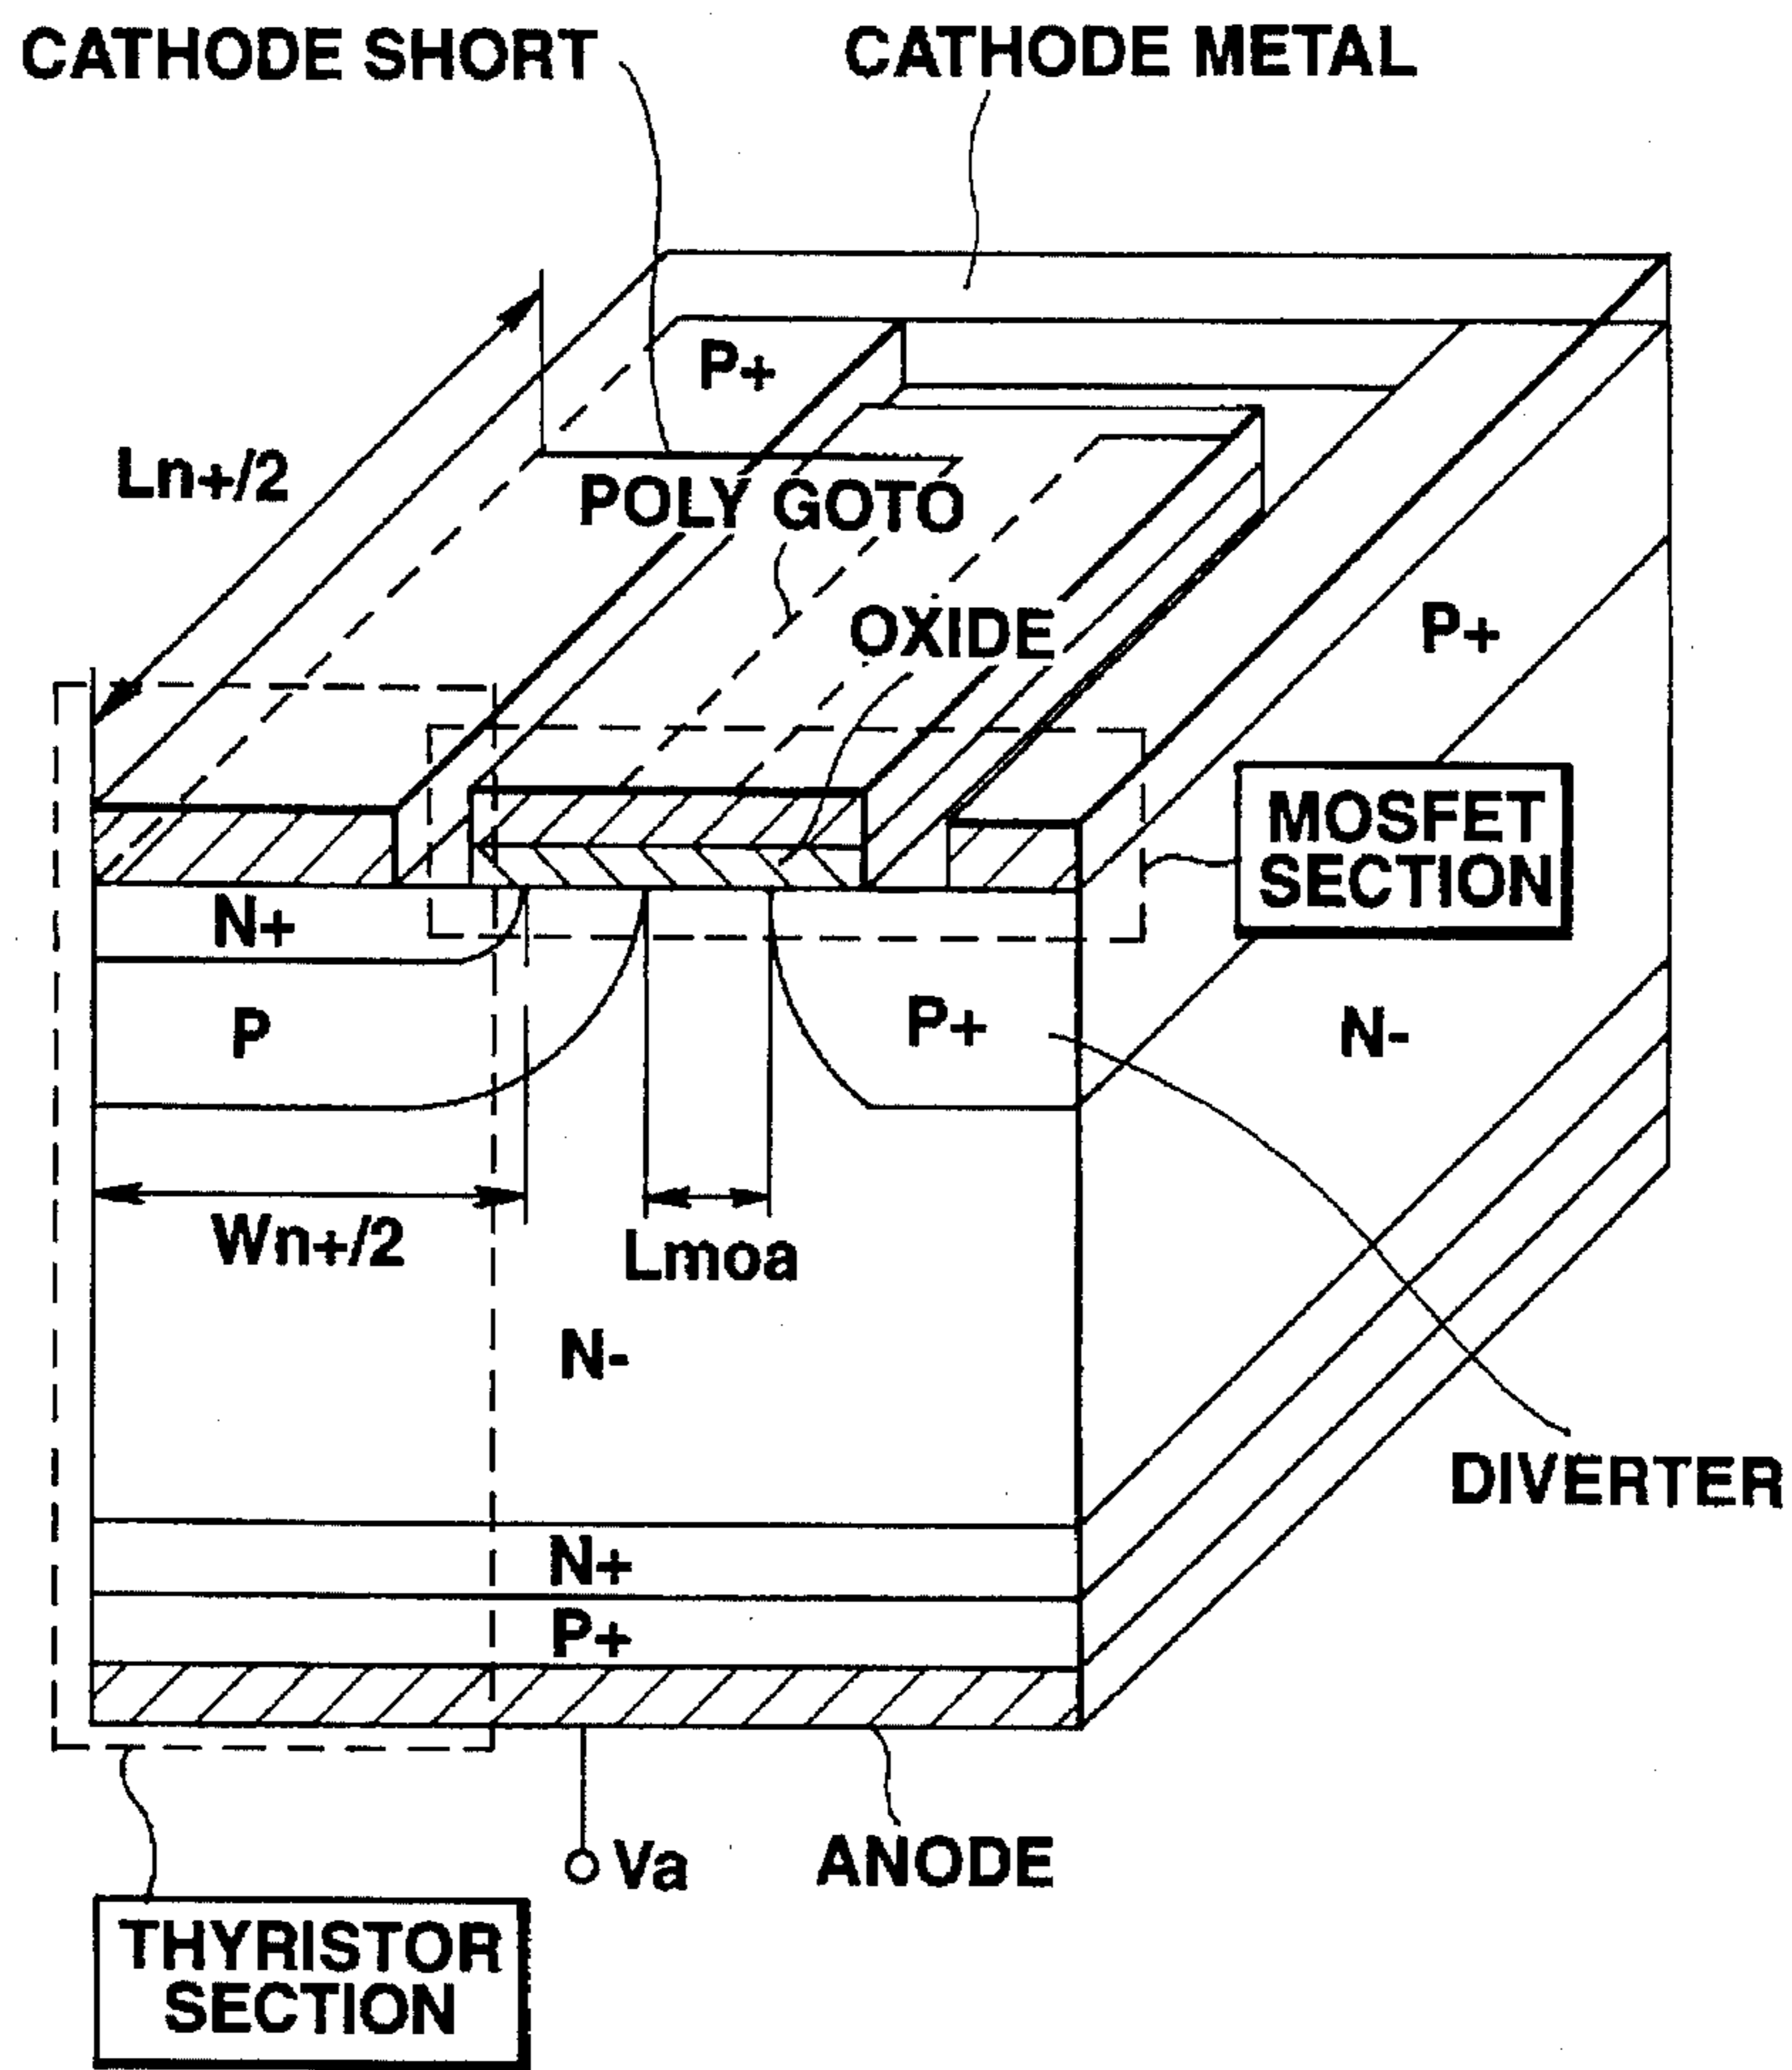 CATHODE SHORT
CATHODE METAL
P+
Ln+/2
POLY GOTO
OXIDE
P+
MOSFET
SECTION
N+
P
P+
N-
Wn+/2
Lmoa
N-
DIVERTER
N+
P+
Va
ANODE
THYRISTOR
SECTION